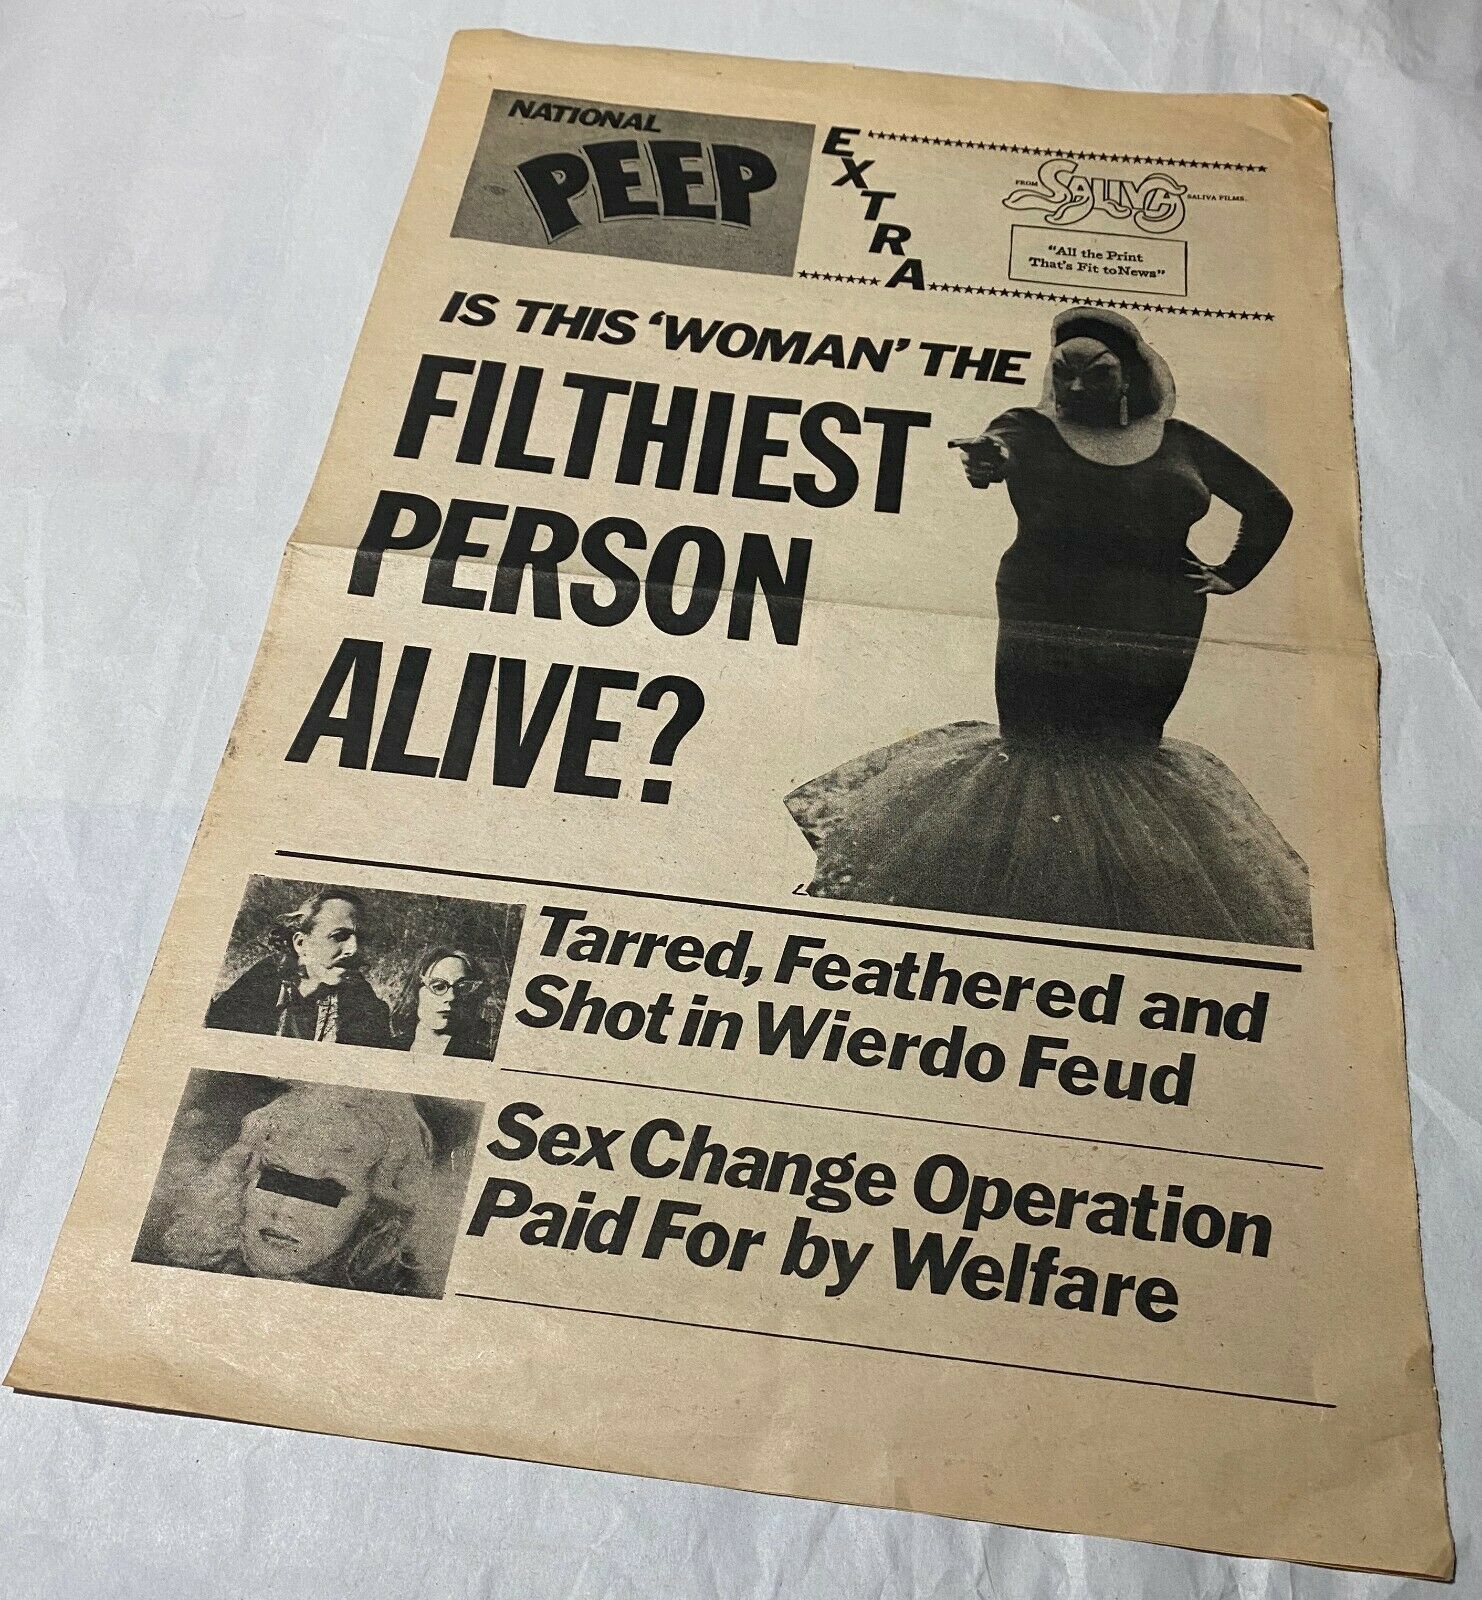 NATIONAL
PEEP
EXTRA
FROM SALIVA SALIVA FILMS.
"All the Print
That's Fit to News"
IS THIS 'WOMAN' THE
FILTHIEST
PERSON
ALIVE?
Tarred, Feathered and
Shot in Wierdo Feud
Sex Change Operation
Paid For by Welfare